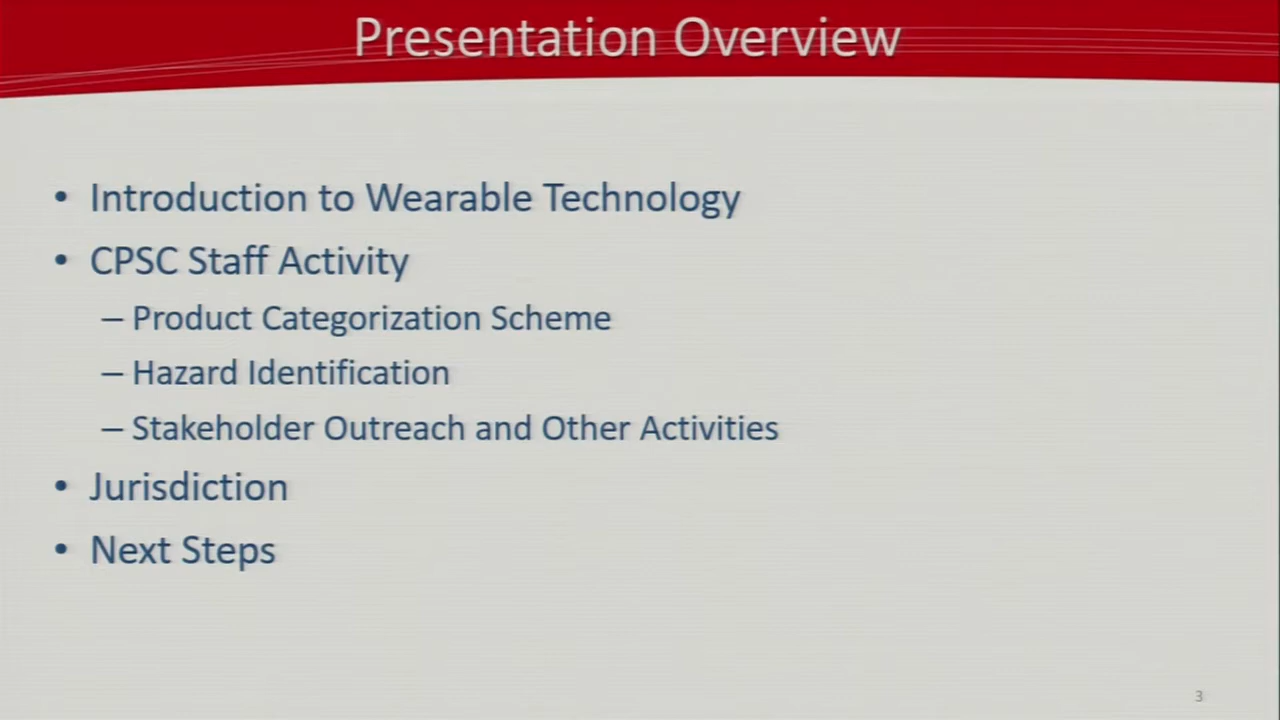 Presentation Overview
• Introduction to Wearable Technology
• CPSC Staff Activity
– Product Categorization Scheme
– Hazard Identification
– Stakeholder Outreach and Other Activities
• Jurisdiction
• Next Steps
3